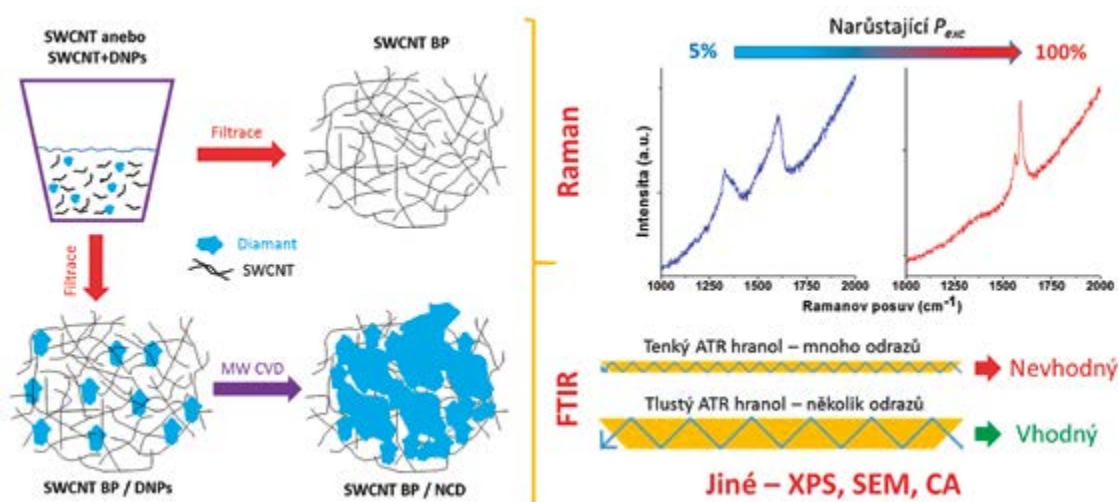 SWCNT anebo
SWCNT+DNPs
SWCNT BP
Filtrace
Filtrace
Diamant
SWCNT
MW CVD
SWCNT BP / DNPs
SWCNT BP / NCD
Raman
Narůstající Pexc
5%
100%
Intensita (a.u.)
1000 1250 1500 1750 2000
1000 1250 1500 1750 2000
Ramanov posuv (cm⁻¹)
FTIR
Tenký ATR hranol – mnoho odrazů
Nevhodný
Tlustý ATR hranol – několik odrazů
Vhodný
Jiné – XPS, SEM, CA